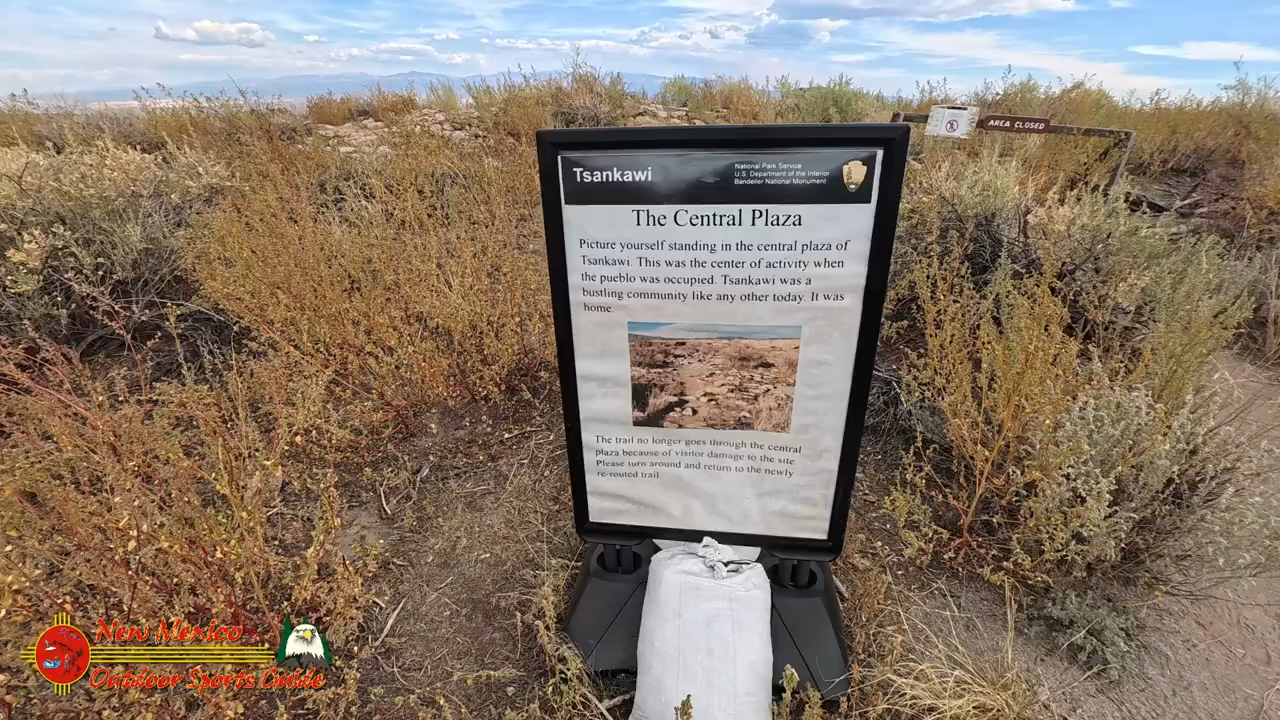 AREA CLOSED
Tsankawi
National Park Service
U.S. Department of the Interior
Bandelier National Monument
The Central Plaza
Picture yourself standing in the central plaza of
Tsankawi. This was the center of activity when
the pueblo was occupied. Tsankawi was a
bustling community like any other today. It was
home.
The trail no longer goes through the central
plaza because of visitor damage to the site
Please turn around and return to the newly
re-routed trail.
New Mexico
Outdoor Sports Guide